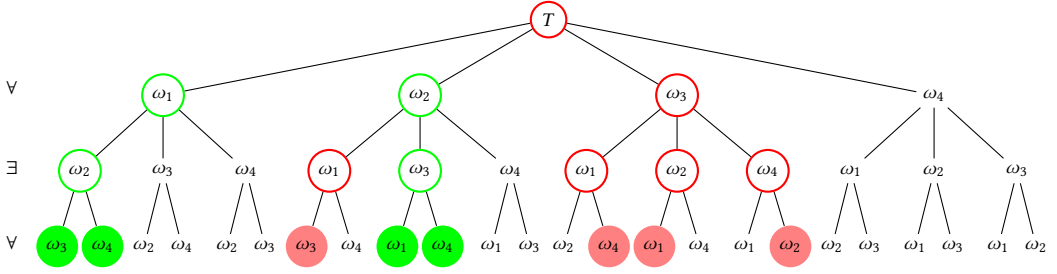 T
∀ ω₁ ω₂ ω₃ ω₄
∃ ω₂ ω₃ ω₄ ω₁ ω₃ ω₄ ω₁ ω₂ ω₄ ω₁ ω₂ ω₃
∀ ω₃ ω₄ ω₂ ω₄ ω₂ ω₃ ω₃ ω₄ ω₁ ω₄ ω₁ ω₃ ω₂ ω₄ ω₁ ω₄ ω₁ ω₂ ω₂ ω₃ ω₁ ω₃ ω₁ ω₂